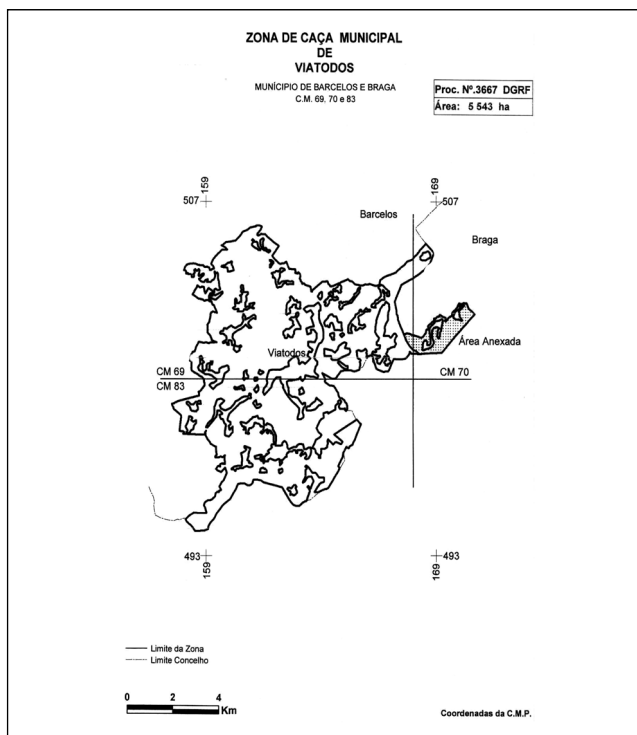 ZONA DE CAÇA MUNICIPAL
DE
VIATODOS
MUNÍCIPIO DE BARCELOS E BRAGA
C.M. 69, 70 e 83
Proc. Nº.3667 DGRF
Área: 5 543 ha
159
169
507
507
Barcelos
Braga
Viatodos
Área Anexada
CM 69
CM 70
CM 83
493
493
159
169
Limite da Zona
Limite Concelho
0 2 4
Km
Coordenadas da C.M.P.